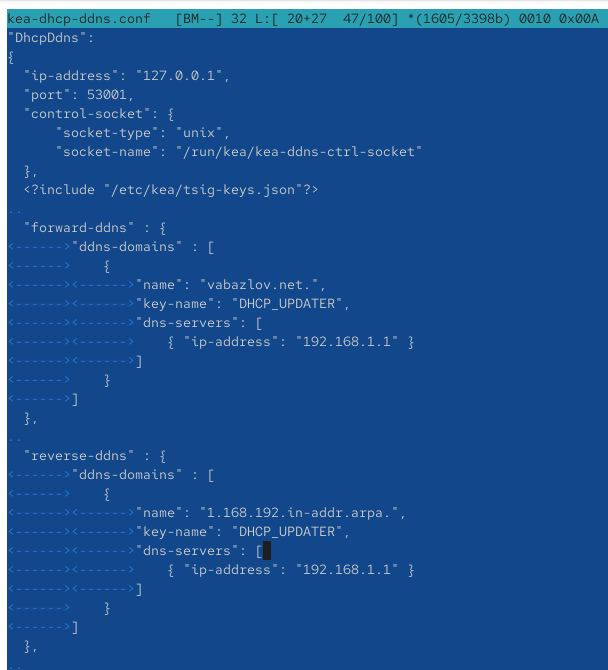 kea-dhcp-ddns.conf   [BM--] 32 L:[ 20+27  47/100] *(1605/3398b) 0010 0x00A
"DhcpDdns":
{
  "ip-address": "127.0.0.1",
  "port": 53001,
  "control-socket": {
      "socket-type": "unix",
      "socket-name": "/run/kea/kea-ddns-ctrl-socket"
  },
  <?include "/etc/kea/tsig-keys.json"?>
..
  "forward-ddns" : {
<------>"ddns-domains" : [
<------>    {
<------><------>"name": "vabazlov.net.",
<------><------>"key-name": "DHCP_UPDATER",
<------><------>"dns-servers": [
<------><------>    { "ip-address": "192.168.1.1" }
<------><------>]
<------>    }
<------>]
  },
..
  "reverse-ddns" : {
<------>"ddns-domains" : [
<------>    {
<------><------>"name": "1.168.192.in-addr.arpa.",
<------><------>"key-name": "DHCP_UPDATER",
<------><------>"dns-servers": [
<------><------>    { "ip-address": "192.168.1.1" }
<------><------>]
<------>    }
<------>]
  },
..